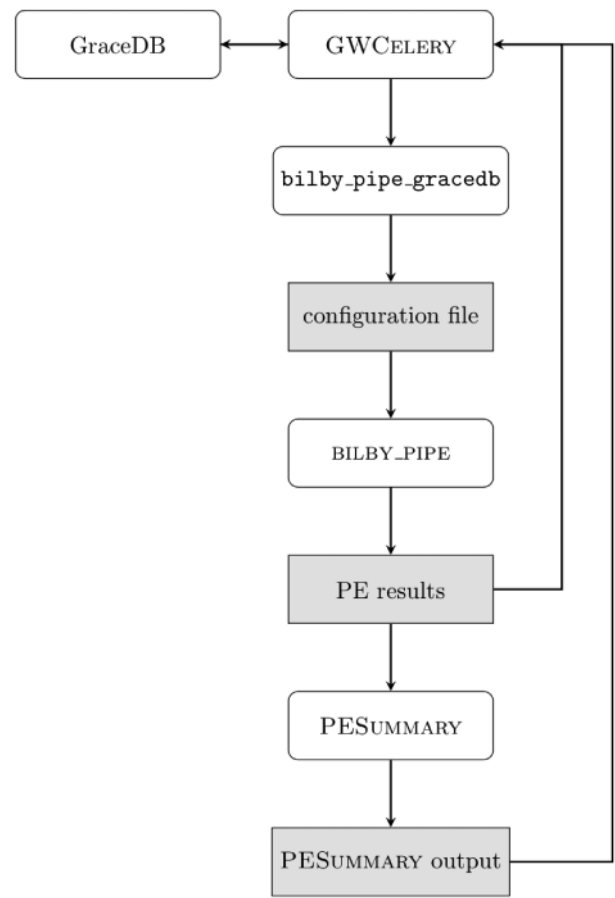 GraceDB
GWCELERY
bilby_pipe_gracedb
configuration file
BILBY_PIPE
PE results
PESUMMARY
PESUMMARY output